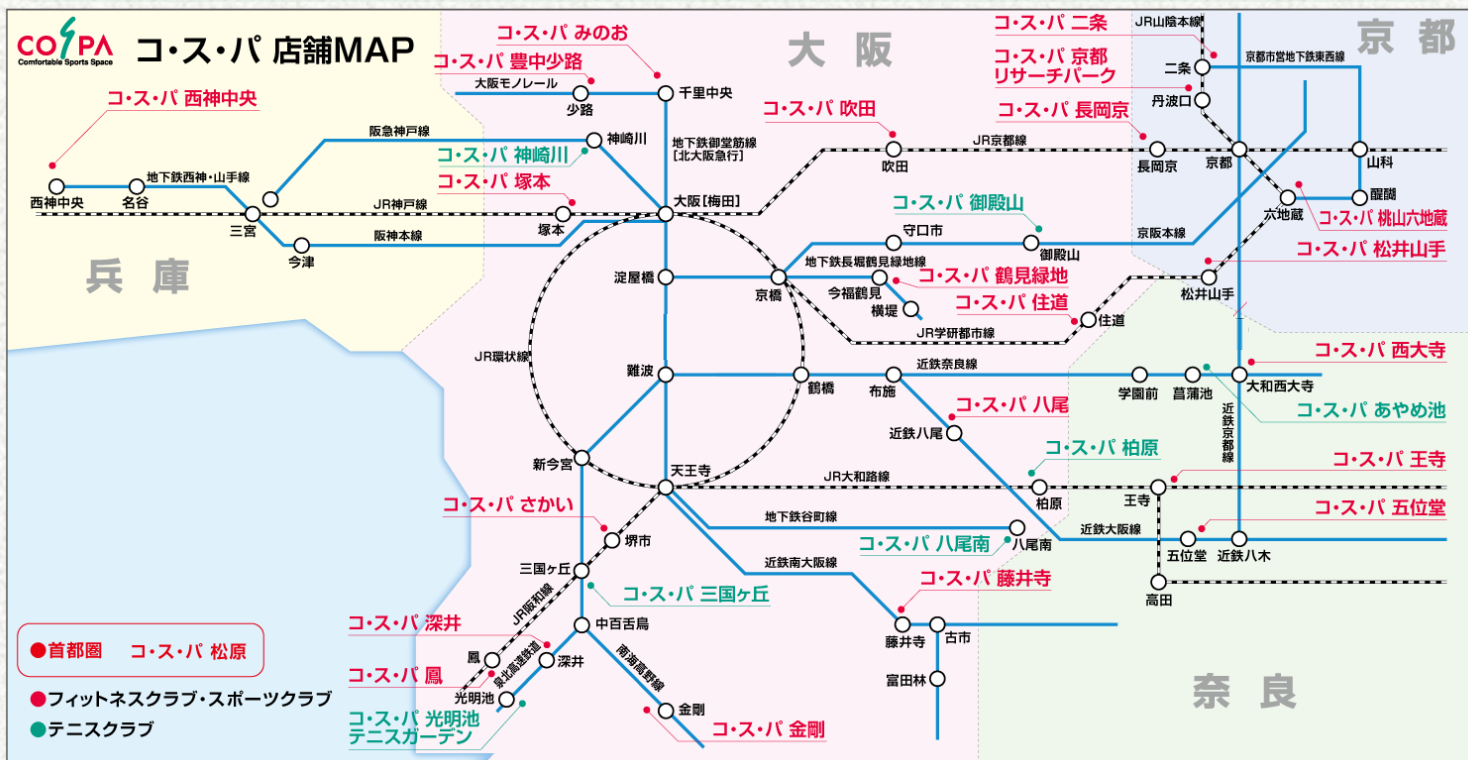 CO S PA
Comfortable Sports Space
コ・ス・パ 店舗MAP
コ・ス・パ みのお
コ・ス・パ 豊中少路
大阪モノレール
少路
千里中央
大阪
京都
コ・ス・パ 二条
JR山陰本線
コ・ス・パ 京都
リサーチパーク
二条
京都市営地下鉄東西線
丹波口
コ・ス・パ 西神中央
阪急神戸線
神崎川
コ・ス・パ 神崎川
地下鉄御堂筋線
[北大阪急行]
コ・ス・パ 吹田
吹田
JR京都線
コ・ス・パ 長岡京
長岡京
京都
山科
西神中央
名谷
地下鉄西神・山手線
三宮
JR神戸線
コ・ス・パ 塚本
塚本
大阪[梅田]
阪神本線
今津
兵庫
コ・ス・パ 御殿山
守口市
御殿山
京阪本線
六地蔵
醍醐
コ・ス・パ 桃山六地蔵
コ・ス・パ 松井山手
松井山手
淀屋橋
京橋
地下鉄長堀鶴見緑地線
今福鶴見
横堤
コ・ス・パ 鶴見緑地
コ・ス・パ 住道
住道
JR学研都市線
JR環状線
難波
鶴橋
布施
近鉄奈良線
学園前
菖蒲池
大和西大寺
コ・ス・パ 西大寺
コ・ス・パ あやめ池
近鉄京都線
コ・ス・パ 八尾
近鉄八尾
新今宮
天王寺
JR大和路線
コ・ス・パ 柏原
柏原
王寺
コ・ス・パ 王寺
コ・ス・パ さかい
堺市
地下鉄谷町線
コ・ス・パ 八尾南
八尾南
近鉄大阪線
五位堂
近鉄八木
コ・ス・パ 五位堂
三国ヶ丘
コ・ス・パ 三国ヶ丘
近鉄南大阪線
コ・ス・パ 藤井寺
藤井寺
古市
富田林
高田
奈良
JR阪和線
中百舌鳥
コ・ス・パ 深井
深井
泉北高速鉄道
南海高野線
鳳
コ・ス・パ 鳳
光明池
コ・ス・パ 光明池
テニスガーデン
金剛
コ・ス・パ 金剛
●首都圏 コ・ス・パ 松原
●フィットネスクラブ・スポーツクラブ
●テニスクラブ